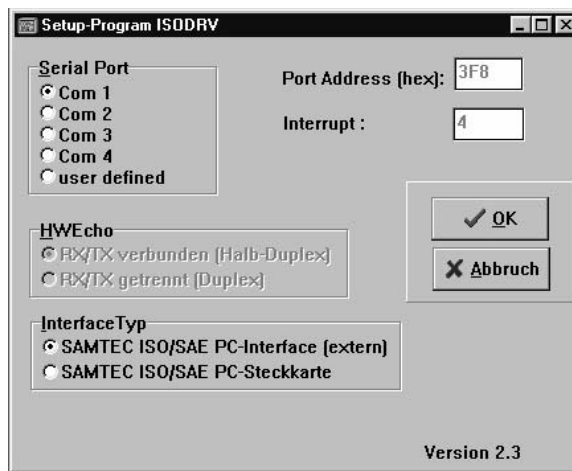 Setup-Program ISODRV
Serial Port
Com 1
Com 2
Com 3
Com 4
user defined
Port Address (hex): 3F8
Interrupt : 4
HWEcho
RX/TX verbunden (Halb-Duplex)
RX/TX getrennt (Duplex)
OK
Abbruch
InterfaceTyp
SAMTEC ISO/SAE PC-Interface (extern)
SAMTEC ISO/SAE PC-Steckkarte
Version 2.3